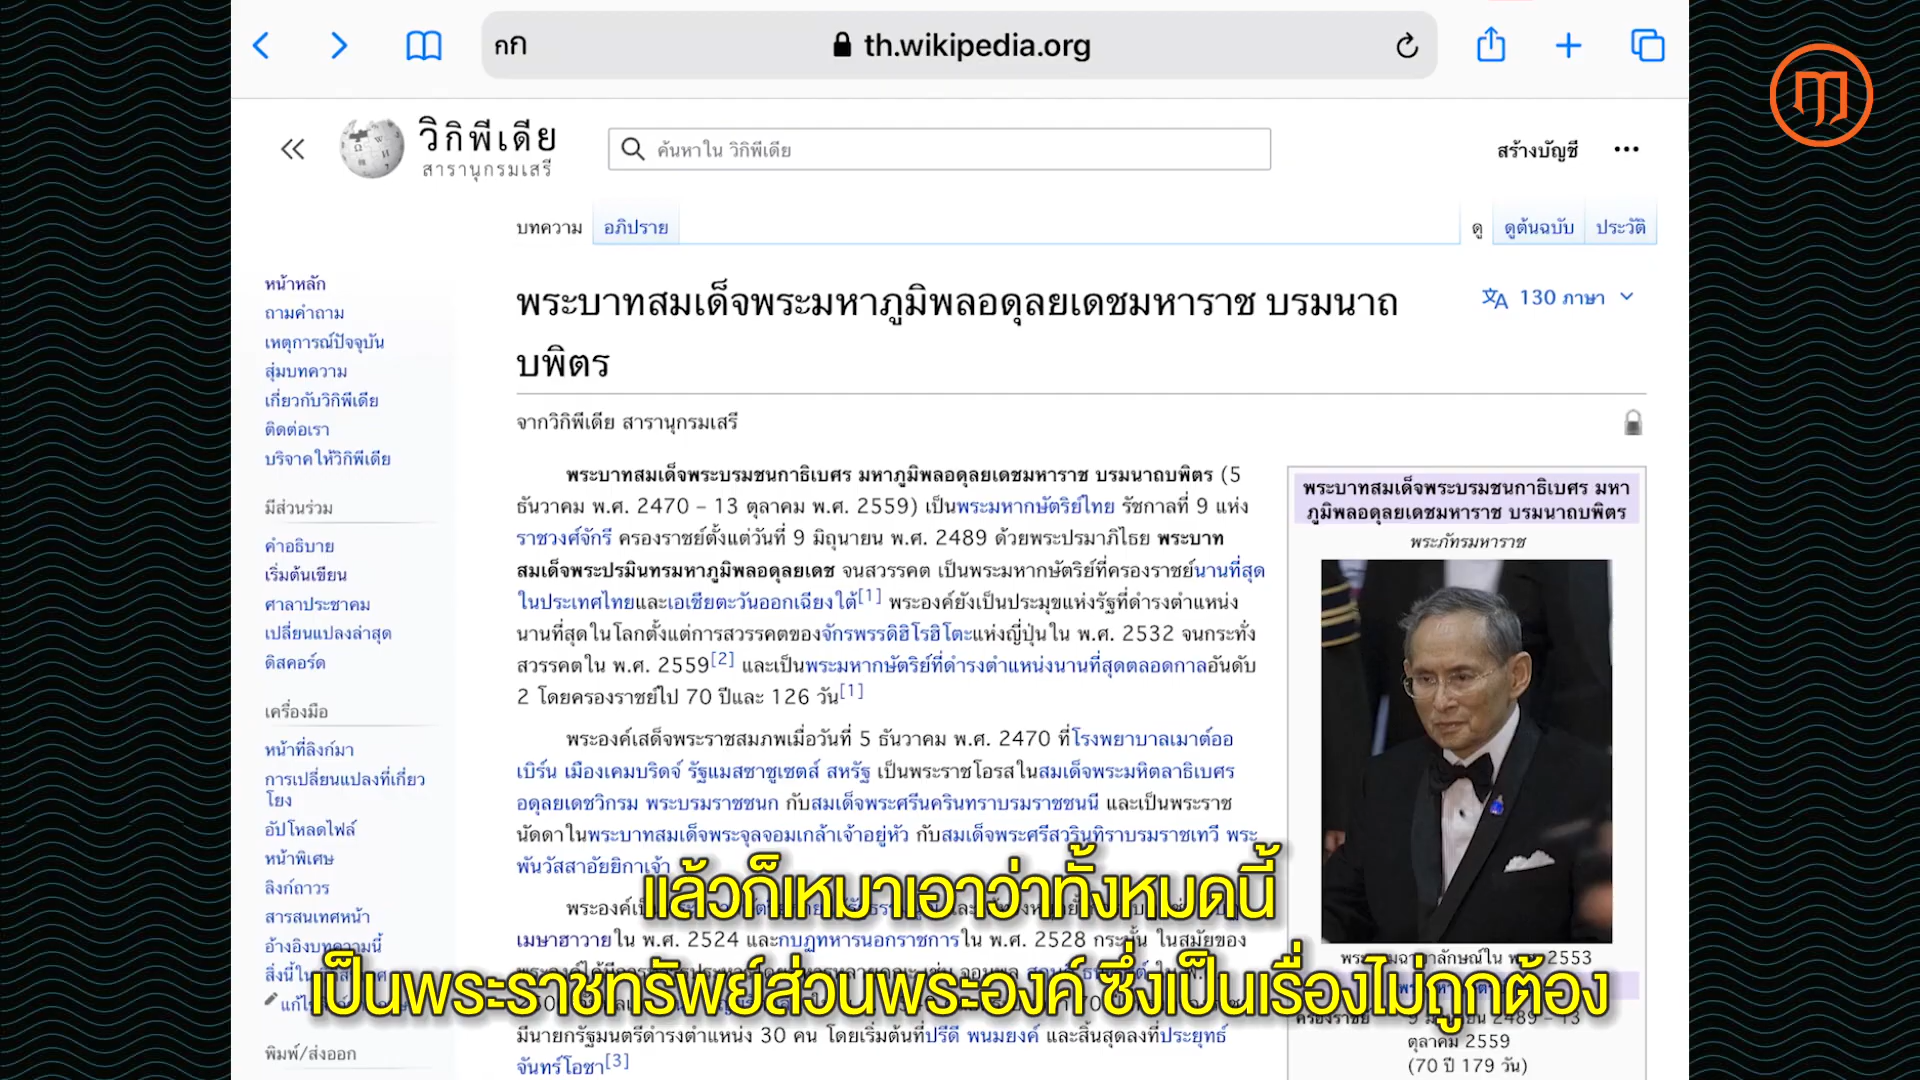 กก
th.wikipedia.org
วิกิพีเดีย
สารานุกรมเสรี
ค้นหาใน วิกิพีเดีย
สร้างบัญชี
บทความ
อภิปราย
ดู
ดูต้นฉบับ
ประวัติ
หน้าหลัก
ถามคำถาม
เหตุการณ์ปัจจุบัน
สุ่มบทความ
เกี่ยวกับวิกิพีเดีย
ติดต่อเรา
บริจาคให้วิกิพีเดีย
มีส่วนร่วม
คำอธิบาย
เริ่มต้นเขียน
ศาลาประชาคม
เปลี่ยนแปลงล่าสุด
ดิสคอร์ด
เครื่องมือ
หน้าที่ลิงก์มา
การเปลี่ยนแปลงที่เกี่ยว
โยง
อัปโหลดไฟล์
หน้าพิเศษ
ลิงก์ถาวร
สารสนเทศหน้า
อ้างอิงบทความนี้
พิมพ์/ส่งออก
พระบาทสมเด็จพระมหาภูมิพลอดุลยเดชมหาราช บรมนาถ
บพิตร
130 ภาษา
จากวิกิพีเดีย สารานุกรมเสรี
พระบาทสมเด็จพระบรมชนกาธิเบศร มหาภูมิพลอดุลยเดชมหาราช บรมนาถบพิตร (5
ธันวาคม พ.ศ. 2470 – 13 ตุลาคม พ.ศ. 2559) เป็นพระมหากษัตริย์ไทย รัชกาลที่ 9 แห่ง
ราชวงศ์จักรี ครองราชย์ตั้งแต่วันที่ 9 มิถุนายน พ.ศ. 2489 ด้วยพระปรมาภิไธย พระบาท
สมเด็จพระปรมินทรมหาภูมิพลอดุลยเดช จนสวรรคต เป็นพระมหากษัตริย์ที่ครองราชย์นานที่สุด
ในประเทศไทยและเอเชียตะวันออกเฉียงใต้[1] พระองค์ยังเป็นประมุขแห่งรัฐที่ดำรงตำแหน่ง
นานที่สุดในโลกตั้งแต่การสวรรคตของจักรพรรดิฮิโรฮิโตะแห่งญี่ปุ่นใน พ.ศ. 2532 จนกระทั่ง
สวรรคตใน พ.ศ. 2559[2] และเป็นพระมหากษัตริย์ที่ดำรงตำแหน่งนานที่สุดตลอดกาลอันดับ
2 โดยครองราชย์ไป 70 ปีและ 126 วัน[1]
พระองค์เสด็จพระราชสมภพเมื่อวันที่ 5 ธันวาคม พ.ศ. 2470 ที่โรงพยาบาลเมาต์ออ
เบิร์น เมืองเคมบริดจ์ รัฐแมสซาชูเซตส์ สหรัฐ เป็นพระราชโอรสในสมเด็จพระมหิตลาธิเบศร
อดุลยเดชวิกรม พระบรมราชชนก กับสมเด็จพระศรีนครินทราบรมราชชนนี และเป็นพระราช
นัดดาในพระบาทสมเด็จพระจุลจอมเกล้าเจ้าอยู่หัว กับสมเด็จพระศรีสวรินทิราบรมราชเทวี พระ
พันวัสสาอัยยิกาเจ้า
เมษาฮาวายใน พ.ศ. 2524 และกบฏทหารนอกราชการใน พ.ศ. 2528 กระนั้น ในสมัยของ
มีนายกรัฐมนตรีดำรงตำแหน่ง 30 คน โดยเริ่มต้นที่ปรีดี พนมยงค์ และสิ้นสุดลงที่ประยุทธ์
จันทร์โอชา[3]
พระบาทสมเด็จพระบรมชนกาธิเบศร มหา
ภูมิพลอดุลยเดชมหาราช บรมนาถบพิตร
พระภัทรมหาราช
2553
ครองราชย์ 9 มิถุนายน 2489 – 13
ตุลาคม 2559
(70 ปี 179 วัน)
แล้วก็เหมาเอาว่าทั้งหมดนี้
เป็นพระราชทรัพย์ส่วนพระองค์ ซึ่งเป็นเรื่องไม่ถูกต้อง